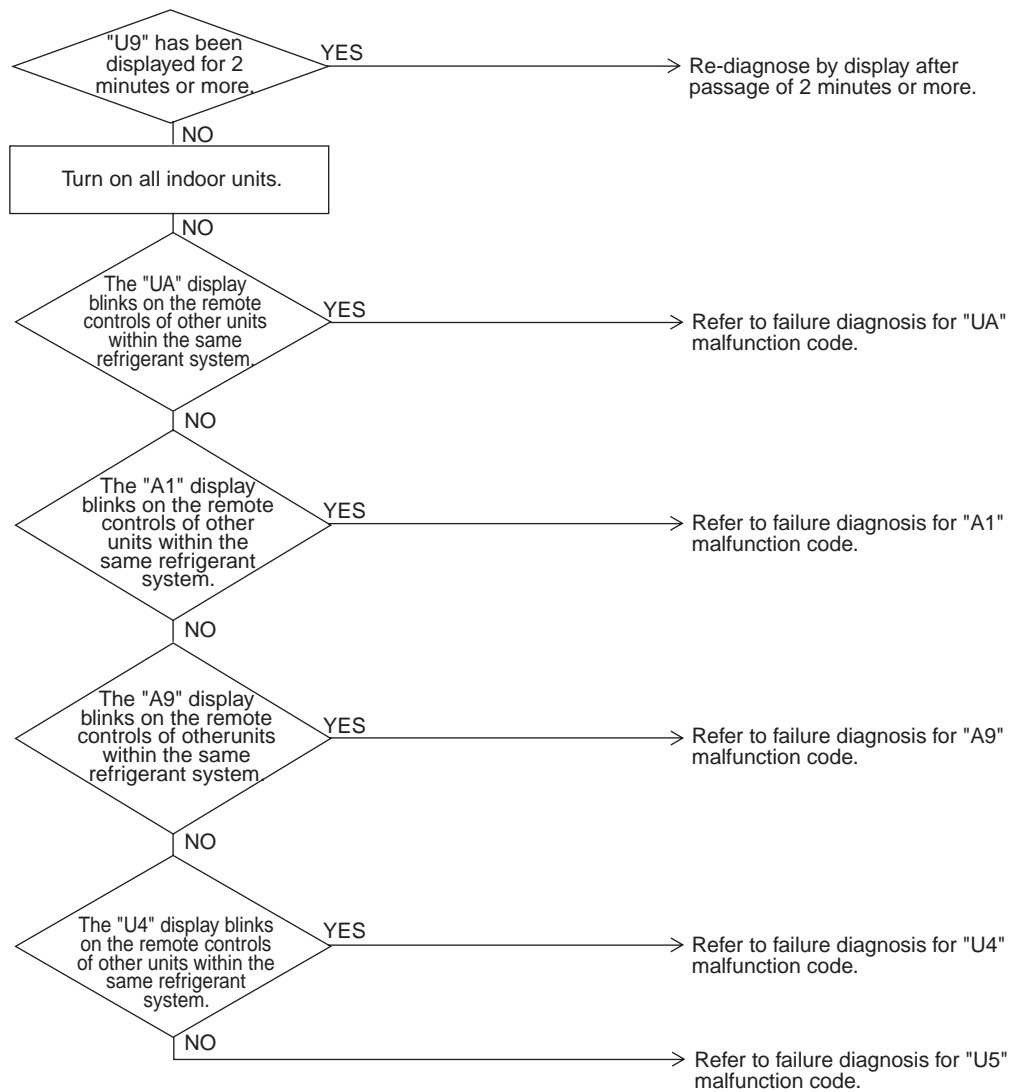 "U9" has been
displayed for 2
minutes or more.
YES
Re-diagnose by display after
passage of 2 minutes or more.
NO
Turn on all indoor units.
NO
The "UA" display
blinks on the remote
controls of other units
within the same
refrigerant system.
YES
Refer to failure diagnosis for "UA"
malfunction code.
NO
The "A1" display
blinks on the remote
controls of other
units within the
same refrigerant
system.
YES
Refer to failure diagnosis for "A1"
malfunction code.
NO
The "A9" display
blinks on the remote
controls of otherunits
within the same
refrigerant system.
YES
Refer to failure diagnosis for "A9"
malfunction code.
NO
The "U4" display blinks
on the remote controls
of other units within the
same refrigerant
system.
YES
Refer to failure diagnosis for "U4"
malfunction code.
NO
Refer to failure diagnosis for "U5"
malfunction code.